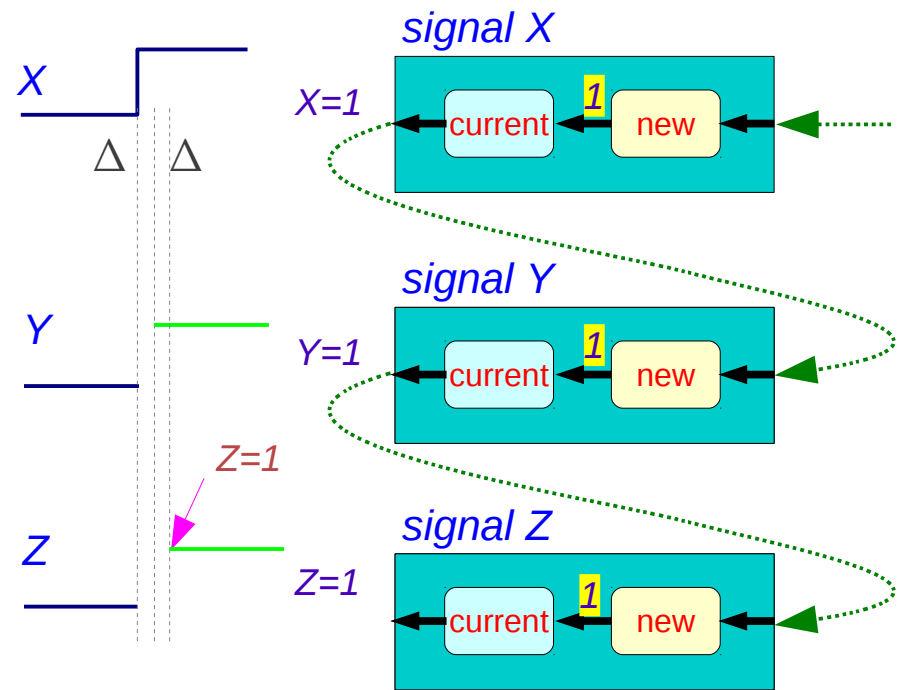 X
Δ Δ
Y
Z=1
Z
signal X
X=1
1
current
new
signal Y
Y=1
1
current
new
signal Z
Z=1
1
current
new